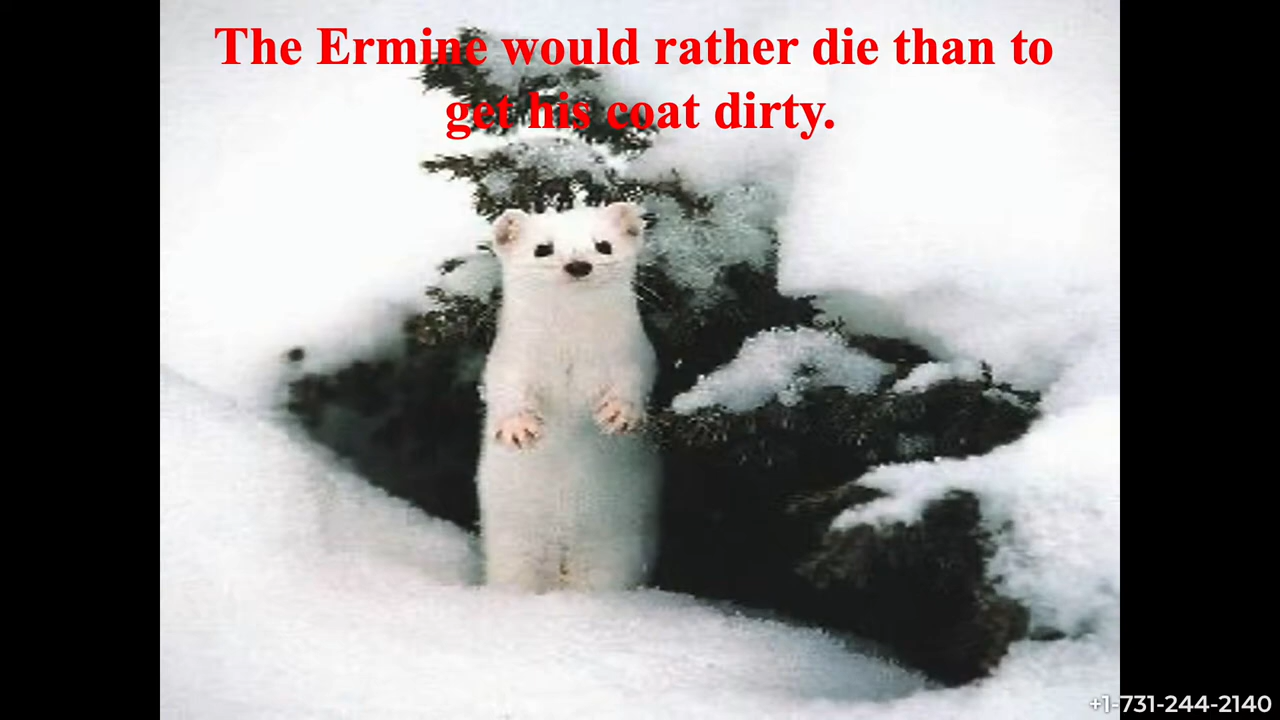 The Ermine would rather die than to
get his coat dirty.
+1-731-244-2140